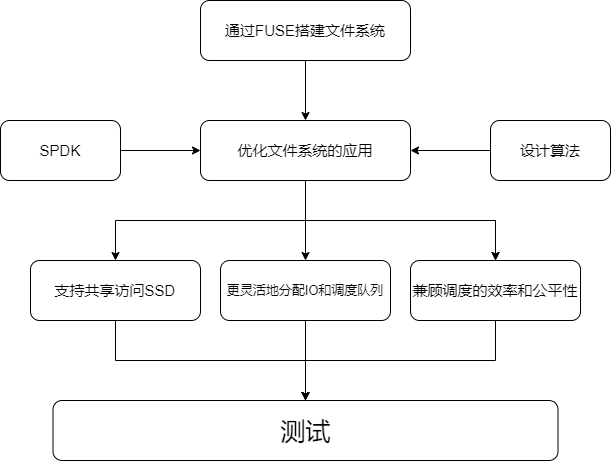 通过FUSE搭建文件系统
SPDK
优化文件系统的应用
设计算法
支持共享访问SSD
更灵活地分配IO和调度队列
兼顾调度的效率和公平性
测试